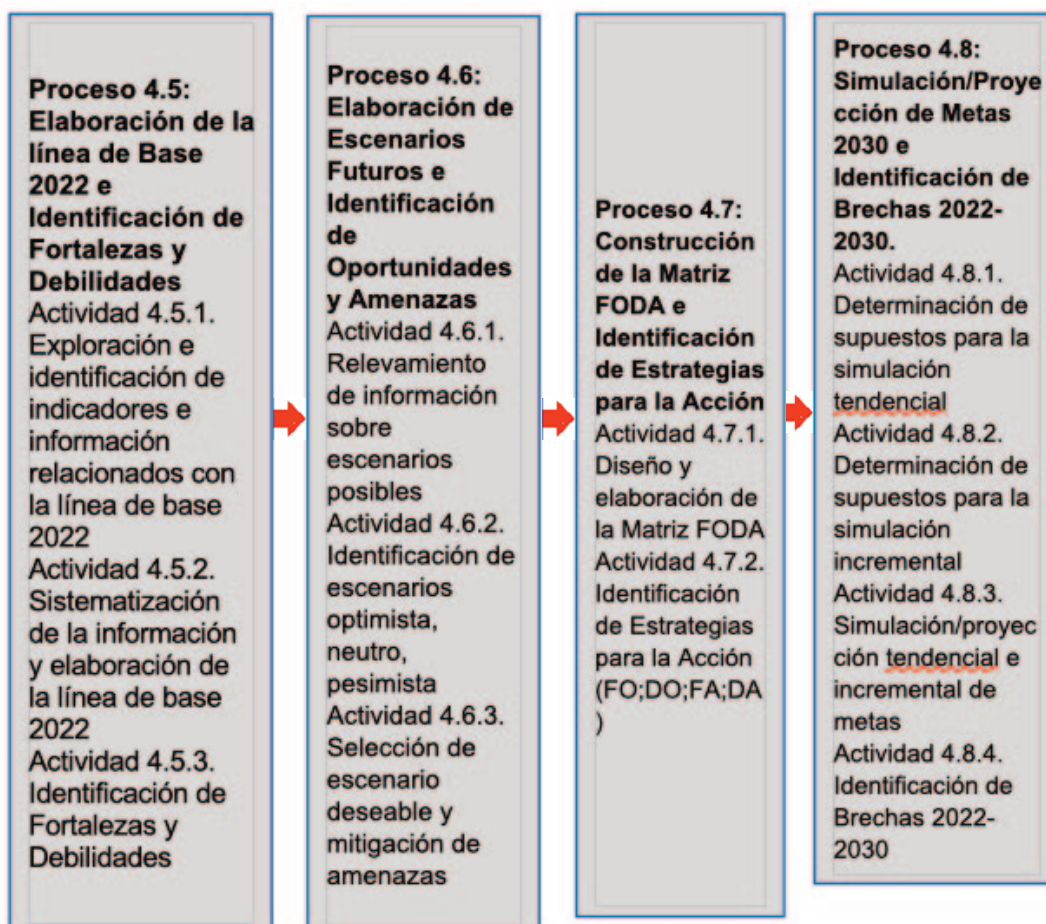 Proceso 4.5:
Elaboración de la
línea de Base
2022 e
Identificación de
Fortalezas y
Debilidades
Actividad 4.5.1.
Exploración e
identificación de
indicadores e
información
relacionados con
la línea de base
2022
Actividad 4.5.2.
Sistematización
de la información
y elaboración de
la línea de base
2022
Actividad 4.5.3.
Identificación de
Fortalezas y
Debilidades
Proceso 4.6:
Elaboración de
Escenarios
Futuros e
Identificación
de
Oportunidades
y Amenazas
Actividad 4.6.1.
Relevamiento
de información
sobre
escenarios
posibles
Actividad 4.6.2.
Identificación de
escenarios
optimista,
neutro,
pesimista
Actividad 4.6.3.
Selección de
escenario
deseable y
mitigación de
amenazas
Proceso 4.7:
Construcción
de la Matriz
FODA e
Identificación
de Estrategias
para la Acción
Actividad 4.7.1.
Diseño y
elaboración de
la Matriz FODA
Actividad 4.7.2.
Identificación
de Estrategias
para la Acción
(FO;DO;FA;DA
)
Proceso 4.8:
Simulación/Proye
cción de Metas
2030 e
Identificación de
Brechas 2022-
2030.
Actividad 4.8.1.
Determinación de
supuestos para la
simulación
tendencial
Actividad 4.8.2.
Determinación de
supuestos para la
simulación
incremental
Actividad 4.8.3.
Simulación/proyec
ción tendencial e
incremental de
metas
Actividad 4.8.4.
Identificación de
Brechas 2022-
2030